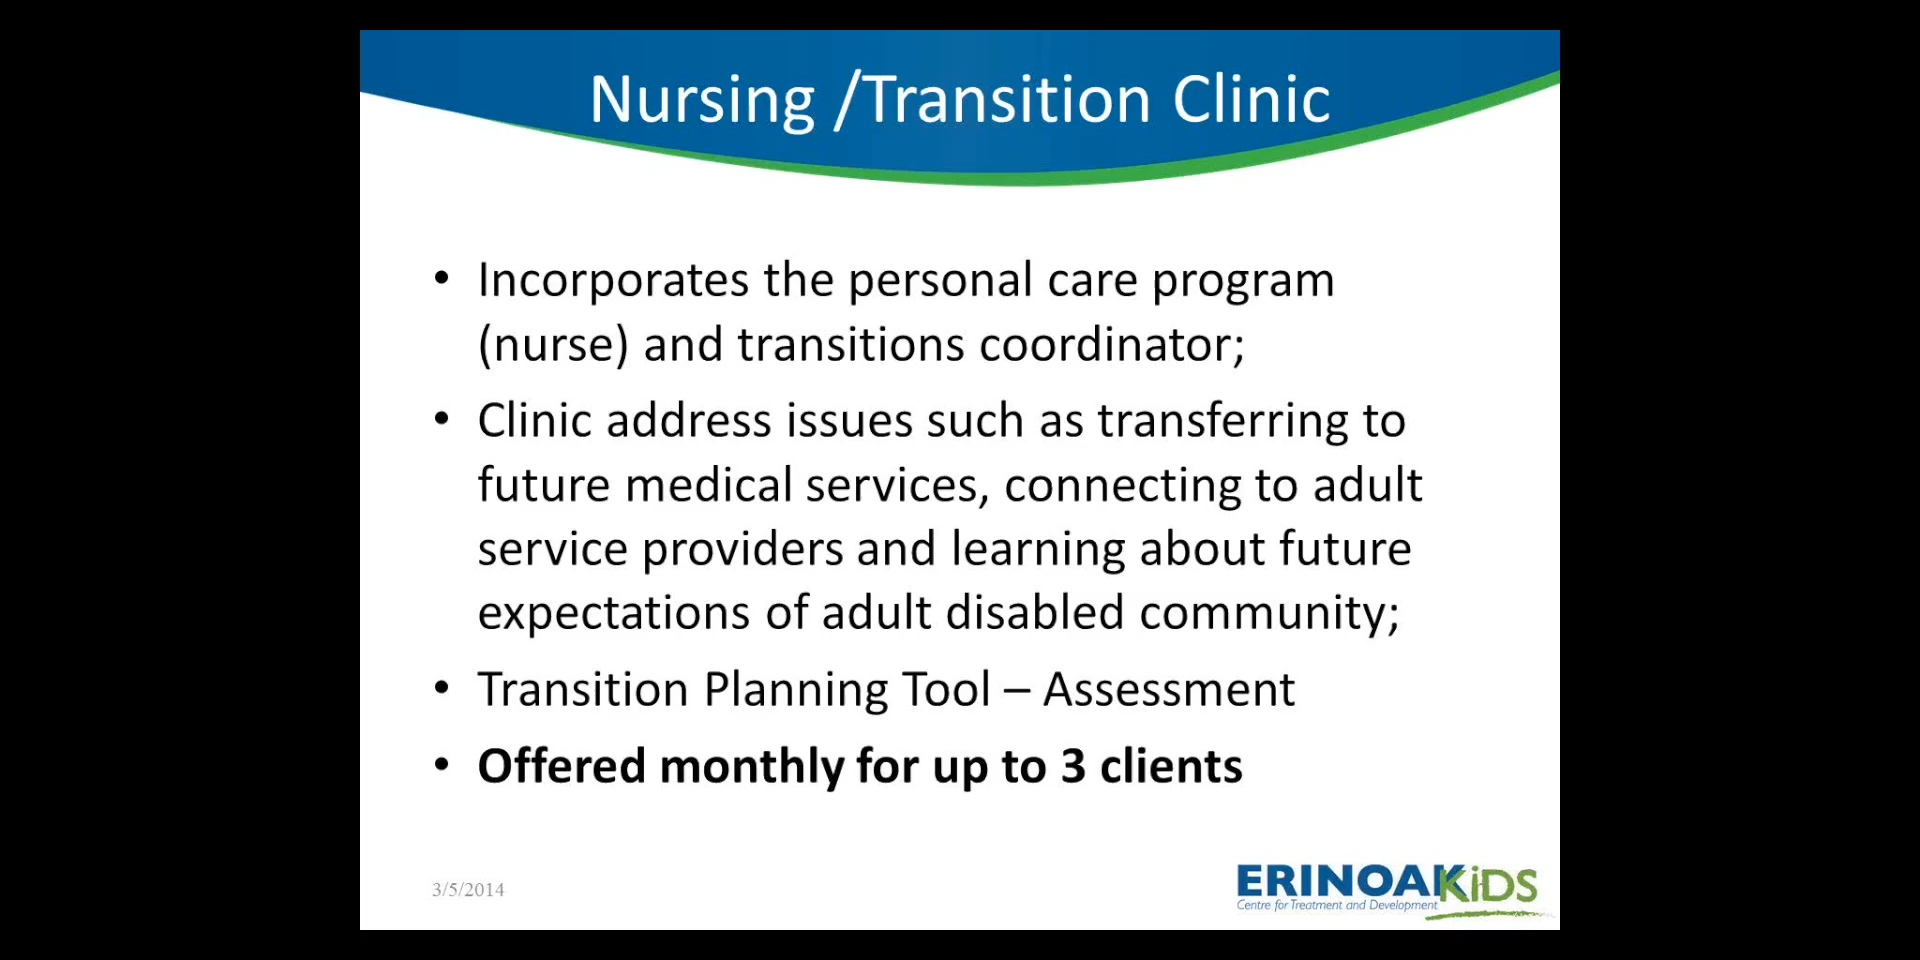 Nursing /Transition Clinic
• Incorporates the personal care program
(nurse) and transitions coordinator;
• Clinic address issues such as transferring to
future medical services, connecting to adult
service providers and learning about future
expectations of adult disabled community;
• Transition Planning Tool – Assessment
• Offered monthly for up to 3 clients
3/5/2014
ERINOAKKiDS
Centre for Treatment and Development